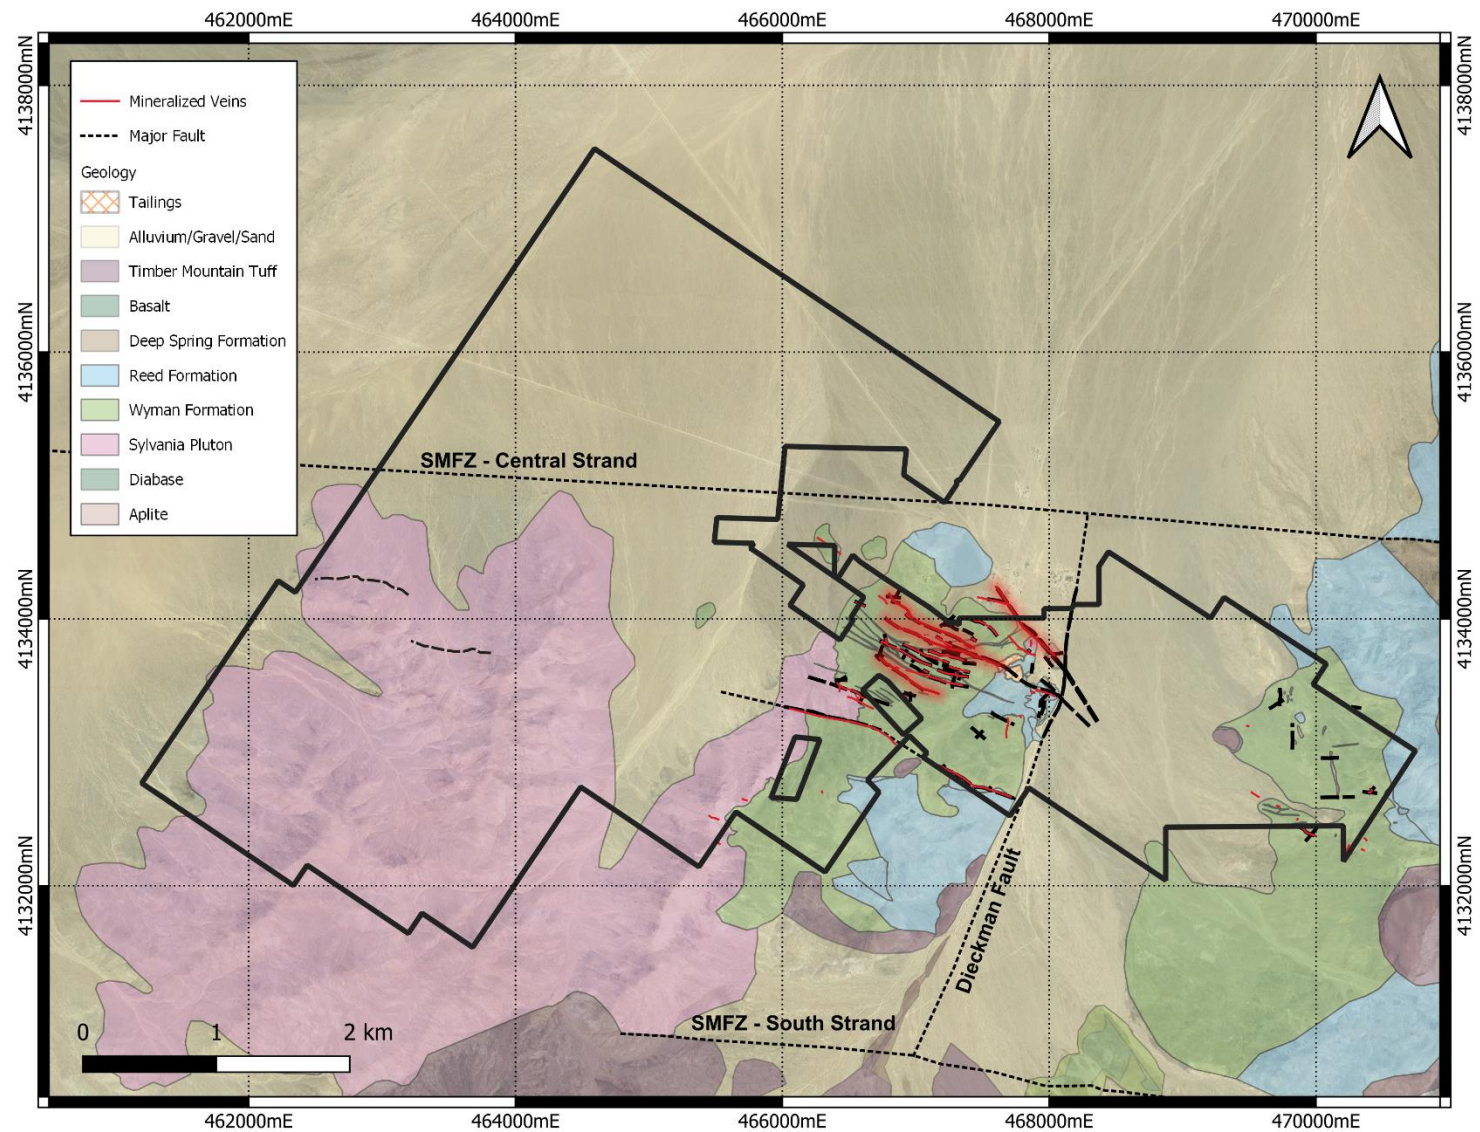 462000mE 464000mE 466000mE 468000mE 470000mE
4138000mN
4138000mN
Mineralized Veins
Major Fault
Geology
Tailings
Alluvium/Gravel/Sand
Timber Mountain Tuff
Basalt
Deep Spring Formation
Reed Formation
Wyman Formation
Sylvania Pluton
Diabase
Aplite
4136000mN
4136000mN
SMFZ - Central Strand
4134000mN
4134000mN
4132000mN
4132000mN
Dieckman Fault
SMFZ - South Strand
0 1 2 km
462000mE 464000mE 466000mE 468000mE 470000mE